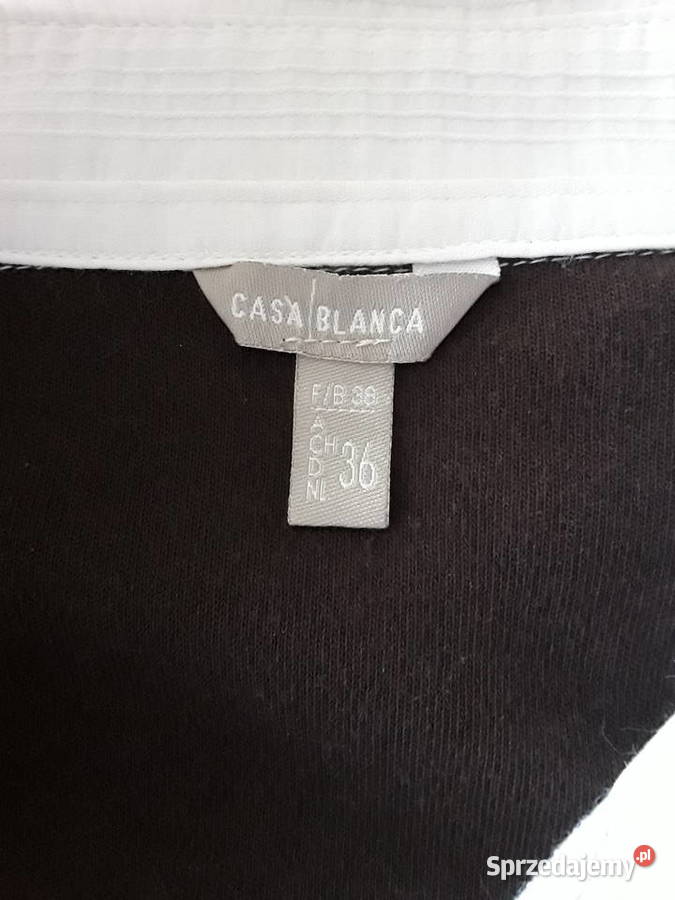 CASA/BLANCA
F/B 38
A
CH
D
NL
36
Sprzedajemy.pl